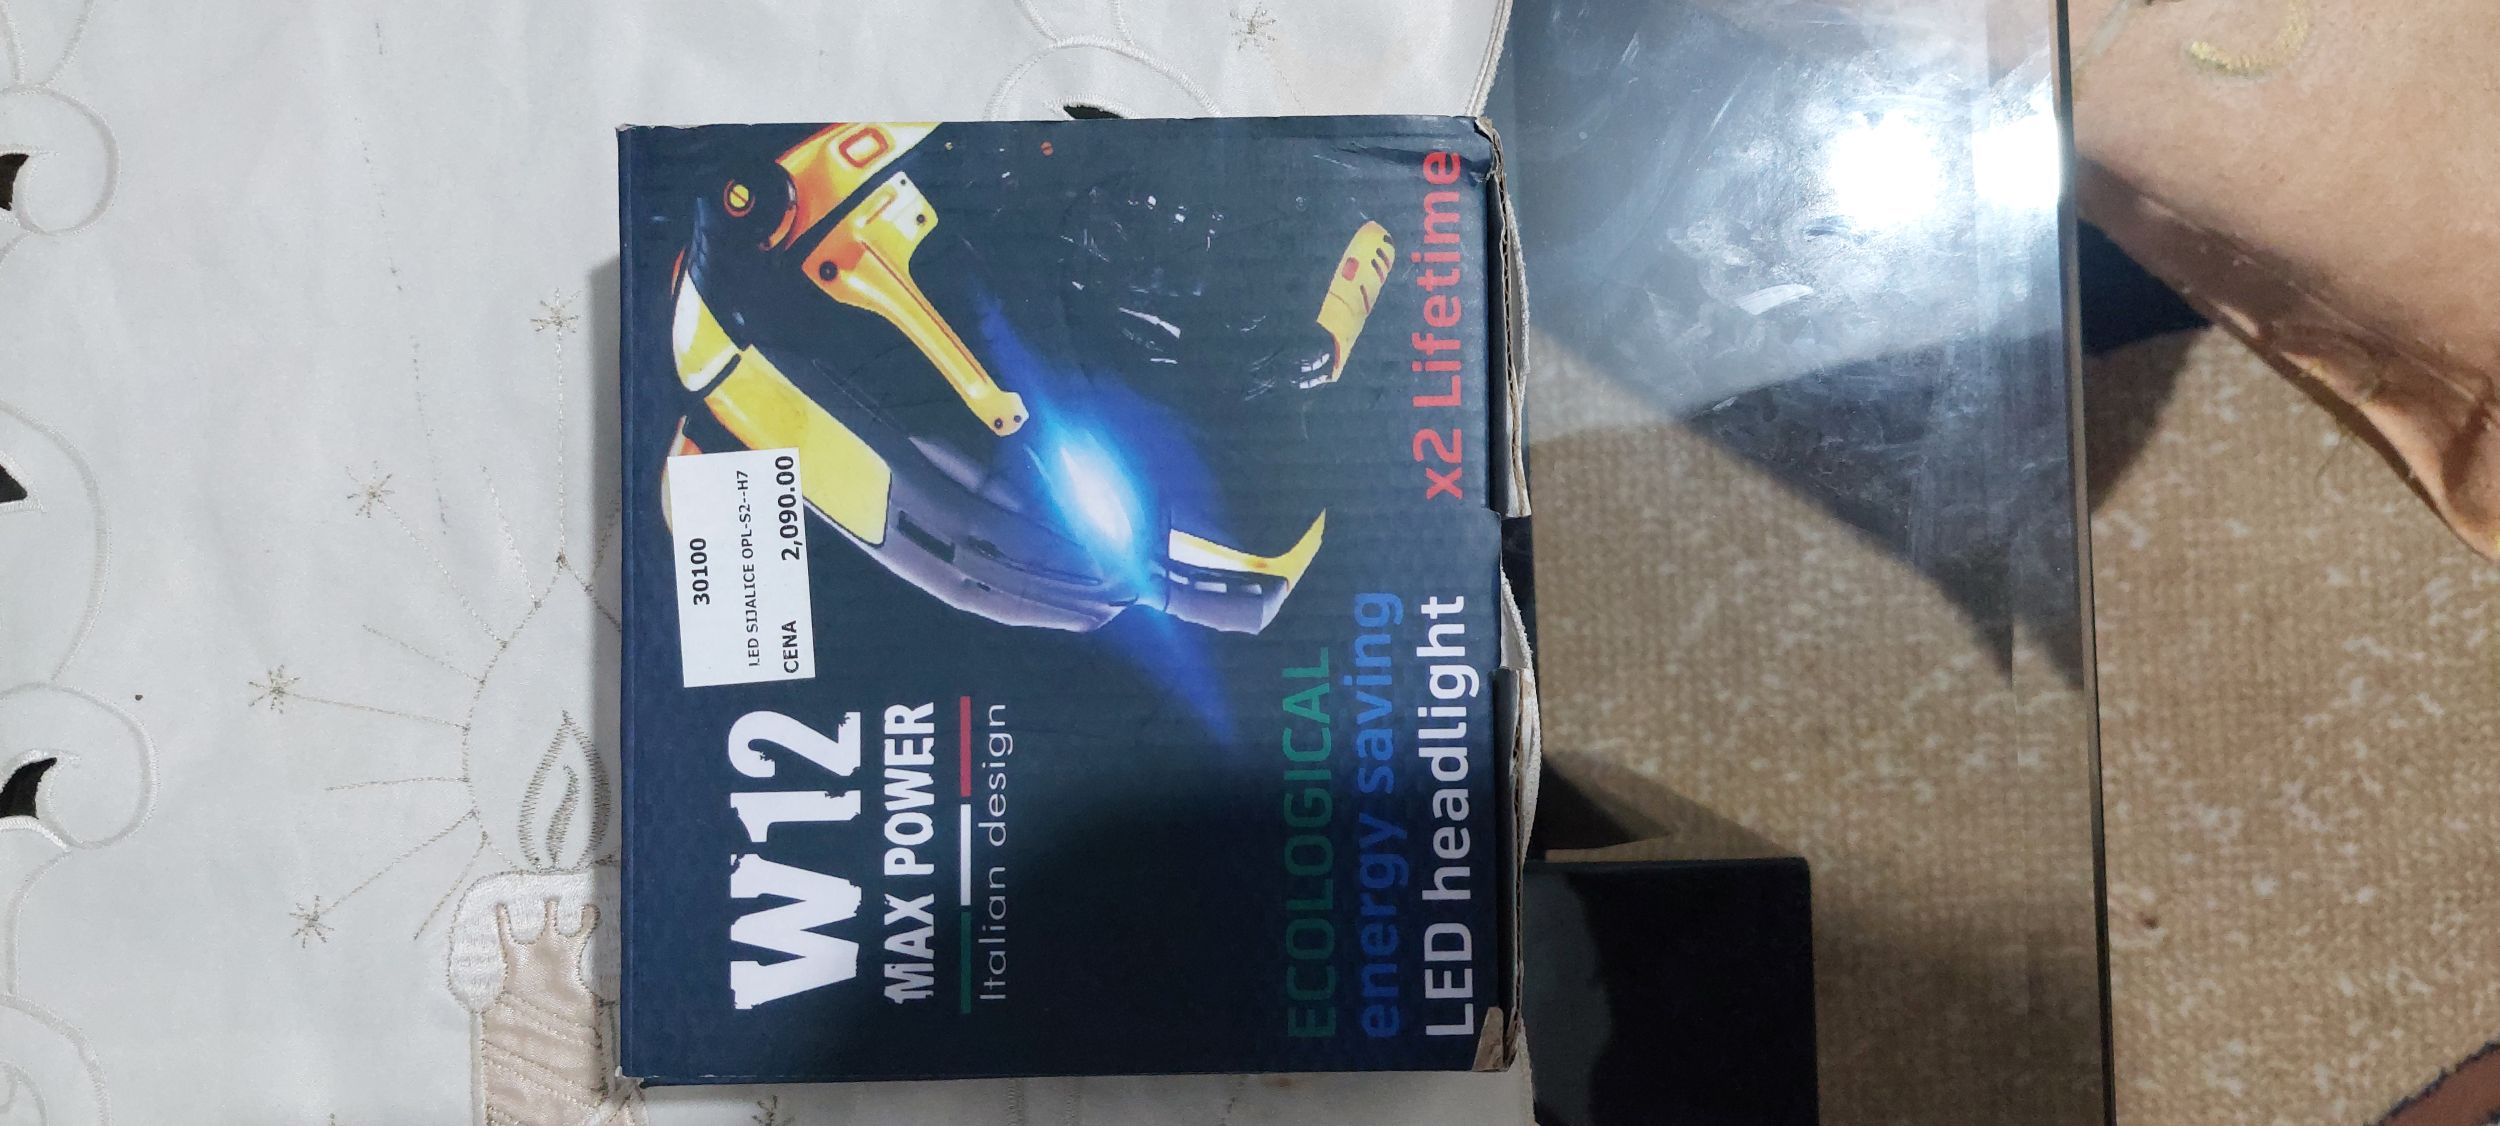 W12
MAX POWER
Italian design
30100
LED SIJALICE OPL-S2--H7
CENA 2,090.00
ECOLOGICAL
energy saving
LED headlight
x2 Lifetime